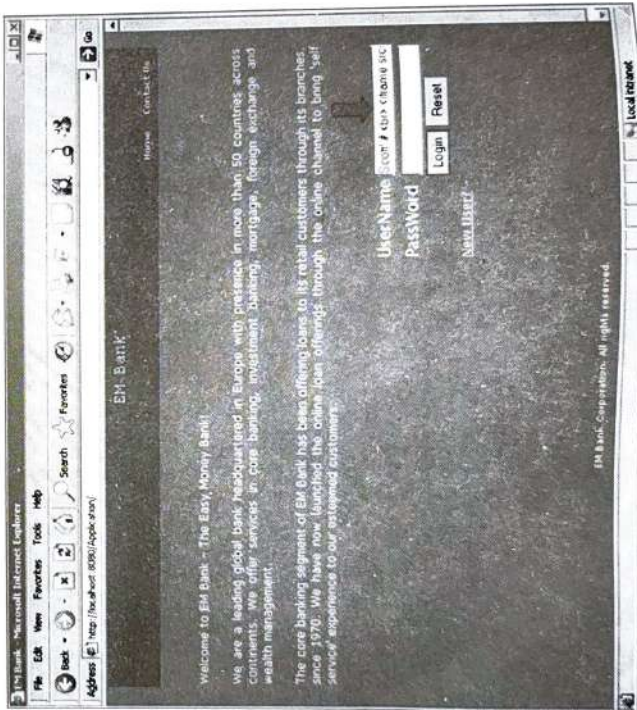 EM Bank - Microsoft Internet Explorer
File Edit View Favorites Tools Help
Back Search Favorites
Address http://localhost:8080/Application/ Go
EM-Bank
Home Contact Us
Welcome to EM Bank - The Easy Money Bank!
We are a leading global bank headquartered in Europe with presence in more than 50 countries across
continents. We offer services in core banking, investment banking, mortgage, foreign exchange and
wealth management.
The core banking segment of EM Bank has been offering loans to its retail customers through its branches
since 1970. We have now launched the online loan offerings through the online channel to bring 'self
service' experience to our esteemed customers.
UserName Scott' # <br> <iframe src
PassWord
Login Reset
New User!
EM Bank Corporation. All rights reserved.
Local intranet